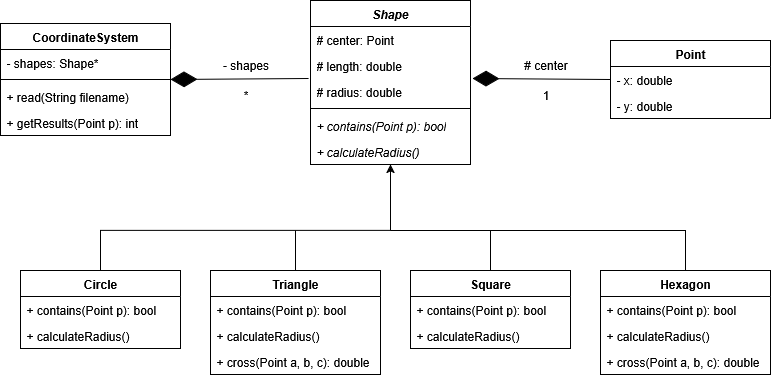 CoordinateSystem
- shapes: Shape*
+ read(String filename)
+ getResults(Point p): int
- shapes
*
Shape
# center: Point
# length: double
# radius: double
+ contains(Point p): bool
+ calculateRadius()
# center
1
Point
- x: double
- y: double
Circle
+ contains(Point p): bool
+ calculateRadius()
Triangle
+ contains(Point p): bool
+ calculateRadius()
+ cross(Point a, b, c): double
Square
+ contains(Point p): bool
+ calculateRadius()
Hexagon
+ contains(Point p): bool
+ calculateRadius()
+ cross(Point a, b, c): double